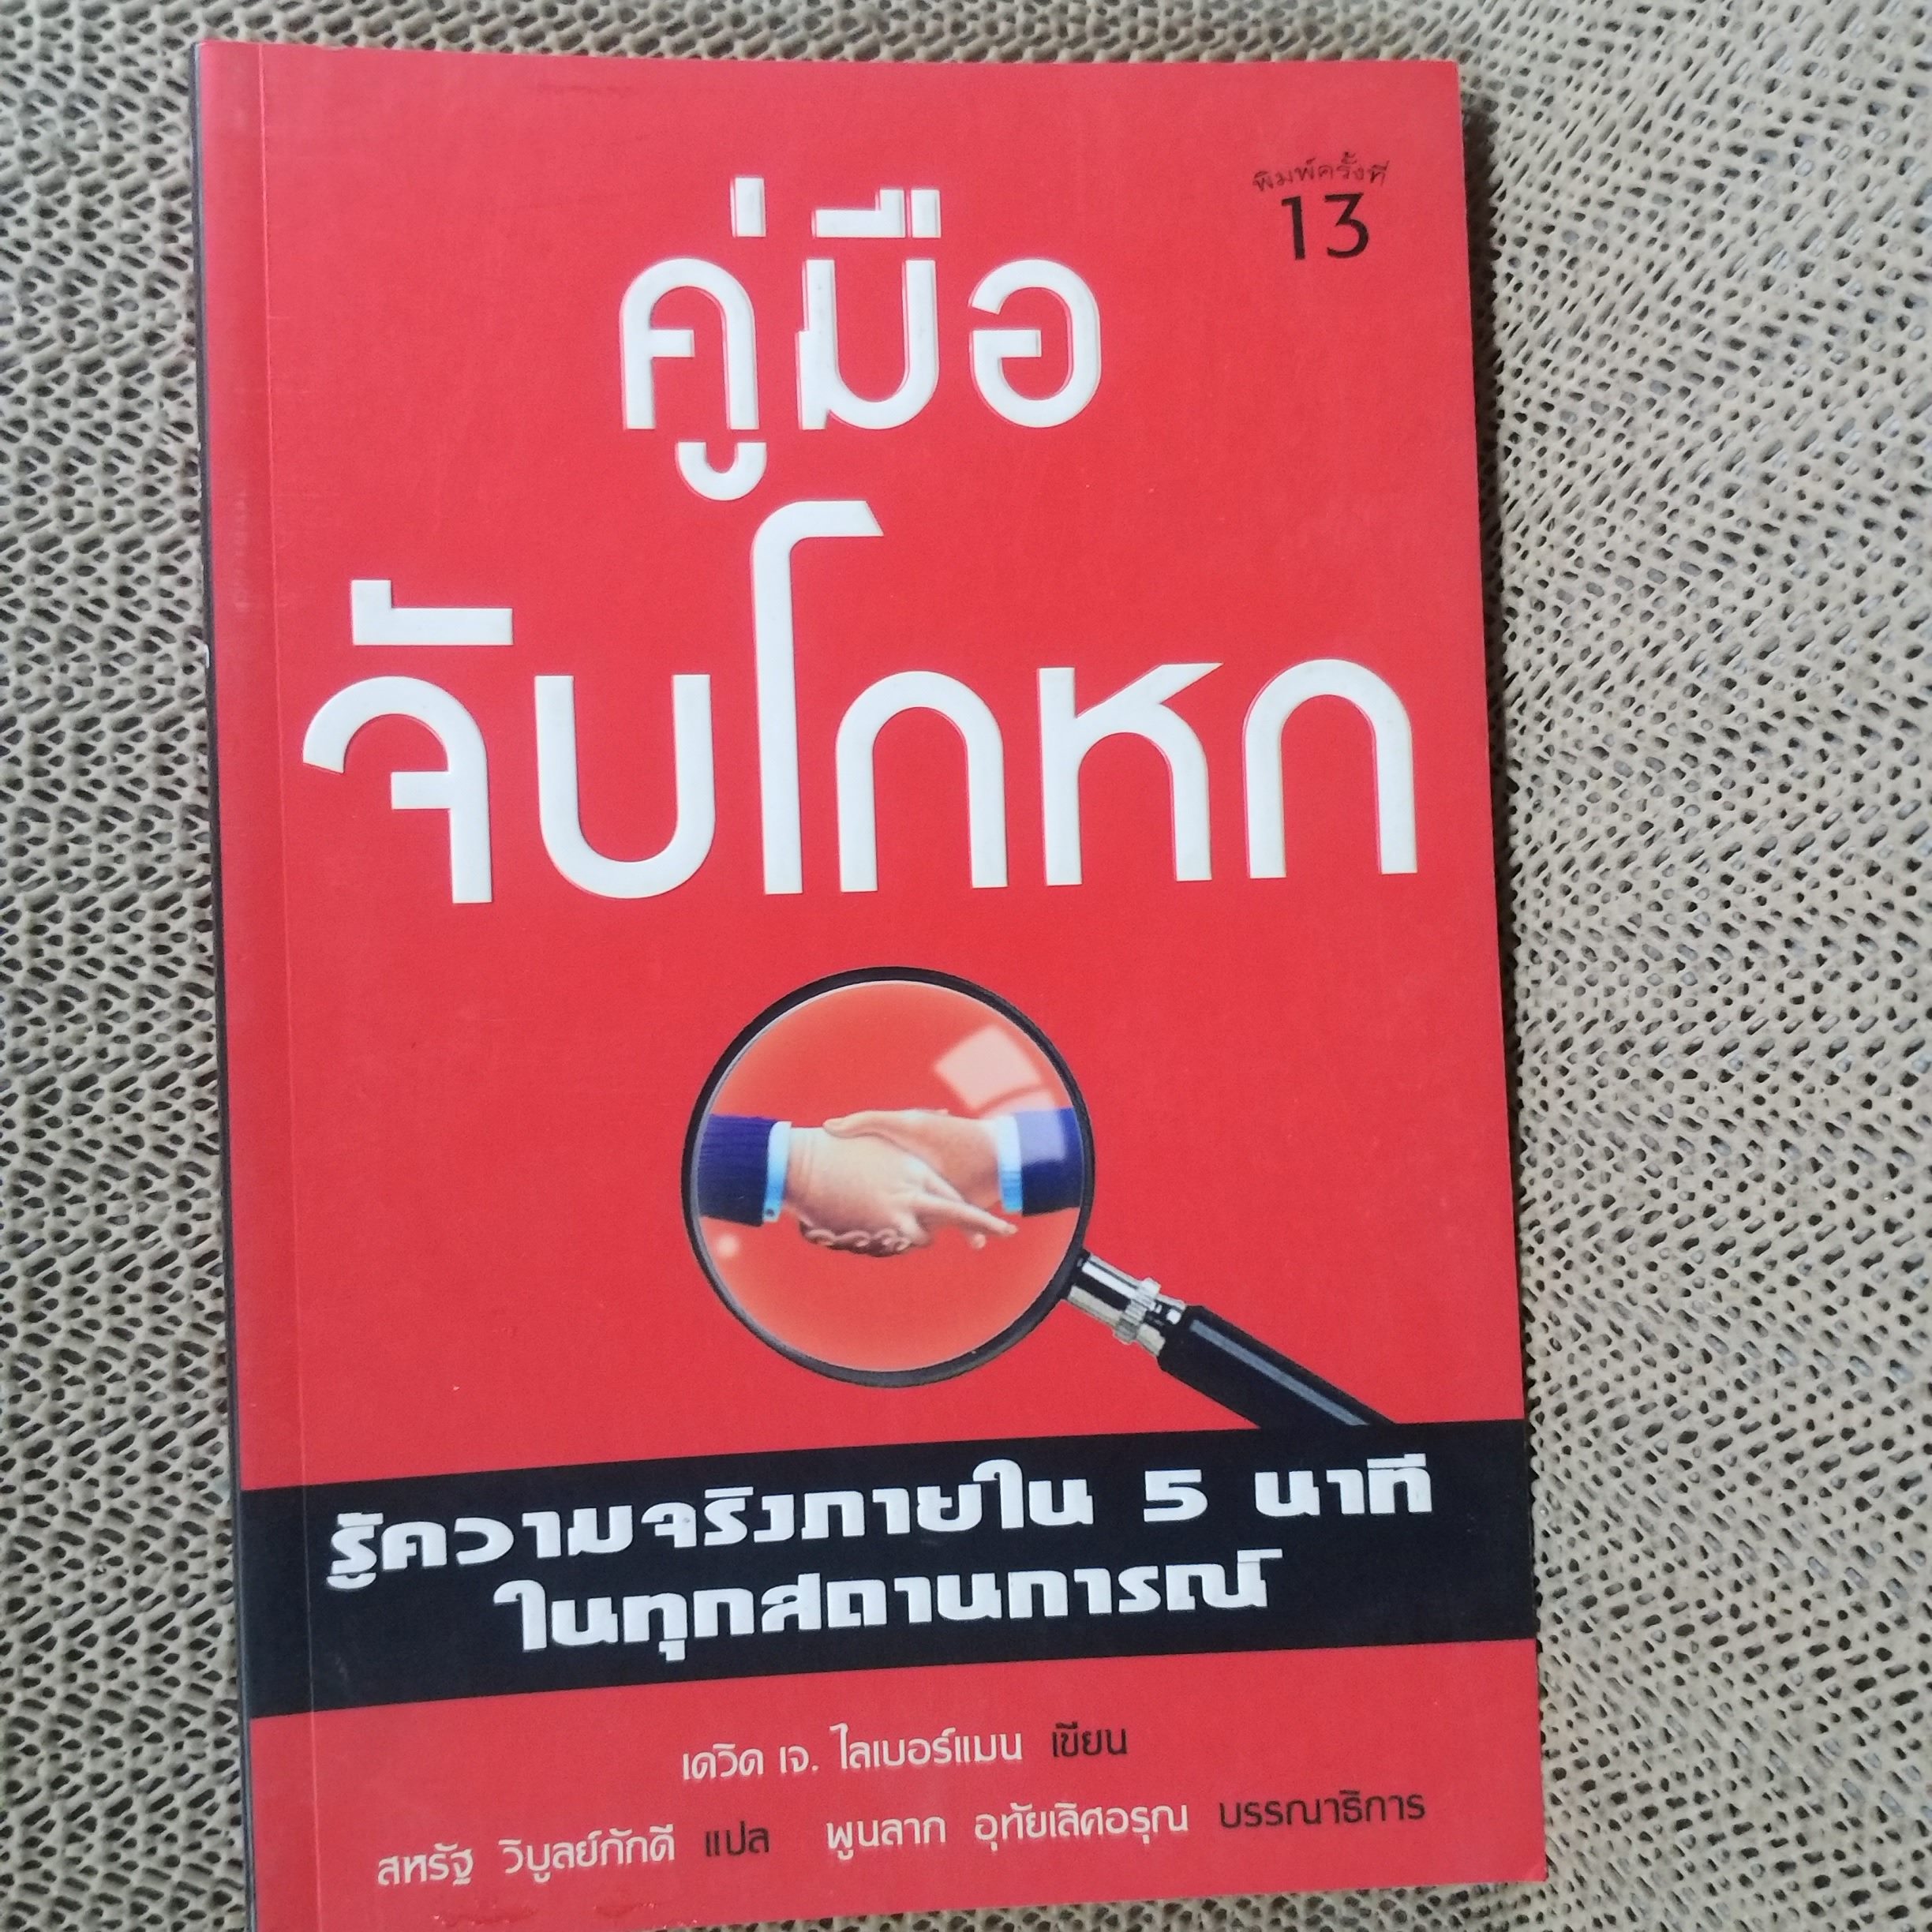 พิมพ์ครั้งที่
13
คู่มือ
จับโกหก
รู้ความจริงภายใน 5 นาที
ในทุกสถานการณ์
เดวิด เจ. ไลเบอร์แมน เขียน
สหรัฐ วิบูลย์ภักดี แปล พูนลาภ อุทัยเลิศอรุณ บรรณาธิการ